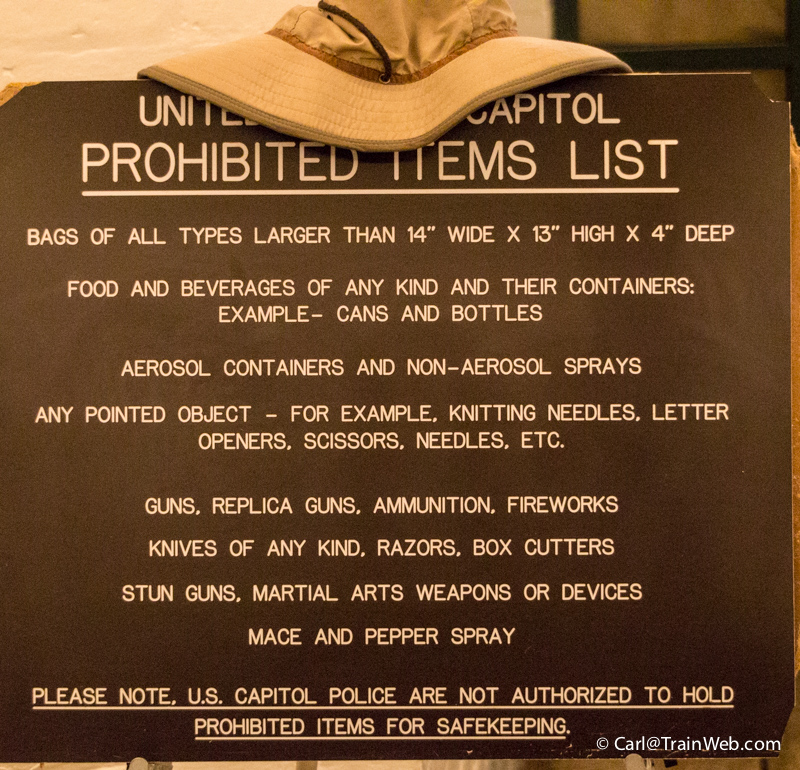 UNITE CAPITOL
PROHIBITED ITEMS LIST
BAGS OF ALL TYPES LARGER THAN 14" WIDE X 13" HIGH X 4" DEEP
FOOD AND BEVERAGES OF ANY KIND AND THEIR CONTAINERS:
EXAMPLE- CANS AND BOTTLES
AEROSOL CONTAINERS AND NON-AEROSOL SPRAYS
ANY POINTED OBJECT - FOR EXAMPLE, KNITTING NEEDLES, LETTER
OPENERS, SCISSORS, NEEDLES, ETC.
GUNS, REPLICA GUNS, AMMUNITION, FIREWORKS
KNIVES OF ANY KIND, RAZORS, BOX CUTTERS
STUN GUNS, MARTIAL ARTS WEAPONS OR DEVICES
MACE AND PEPPER SPRAY
PLEASE NOTE, U.S. CAPITOL POLICE ARE NOT AUTHORIZED TO HOLD
PROHIBITED ITEMS FOR SAFEKEEPING.
© Carl@TrainWeb.com